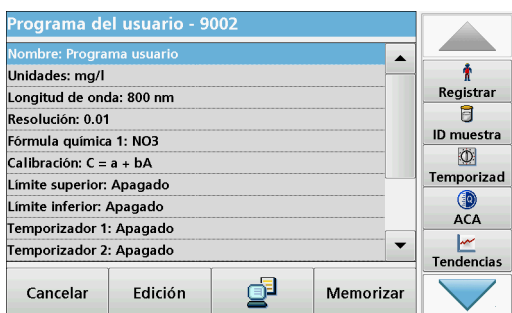 Programa del usuario - 9002
Nombre: Programa usuario
Unidades: mg/l
Longitud de onda: 800 nm
Resolución: 0.01
Fórmula química 1: NO3
Calibración: C = a + bA
Límite superior: Apagado
Límite inferior: Apagado
Temporizador 1: Apagado
Temporizador 2: Apagado
Cancelar
Edición
Memorizar
Registrar
ID muestra
Temporizad
ACA
Tendencias